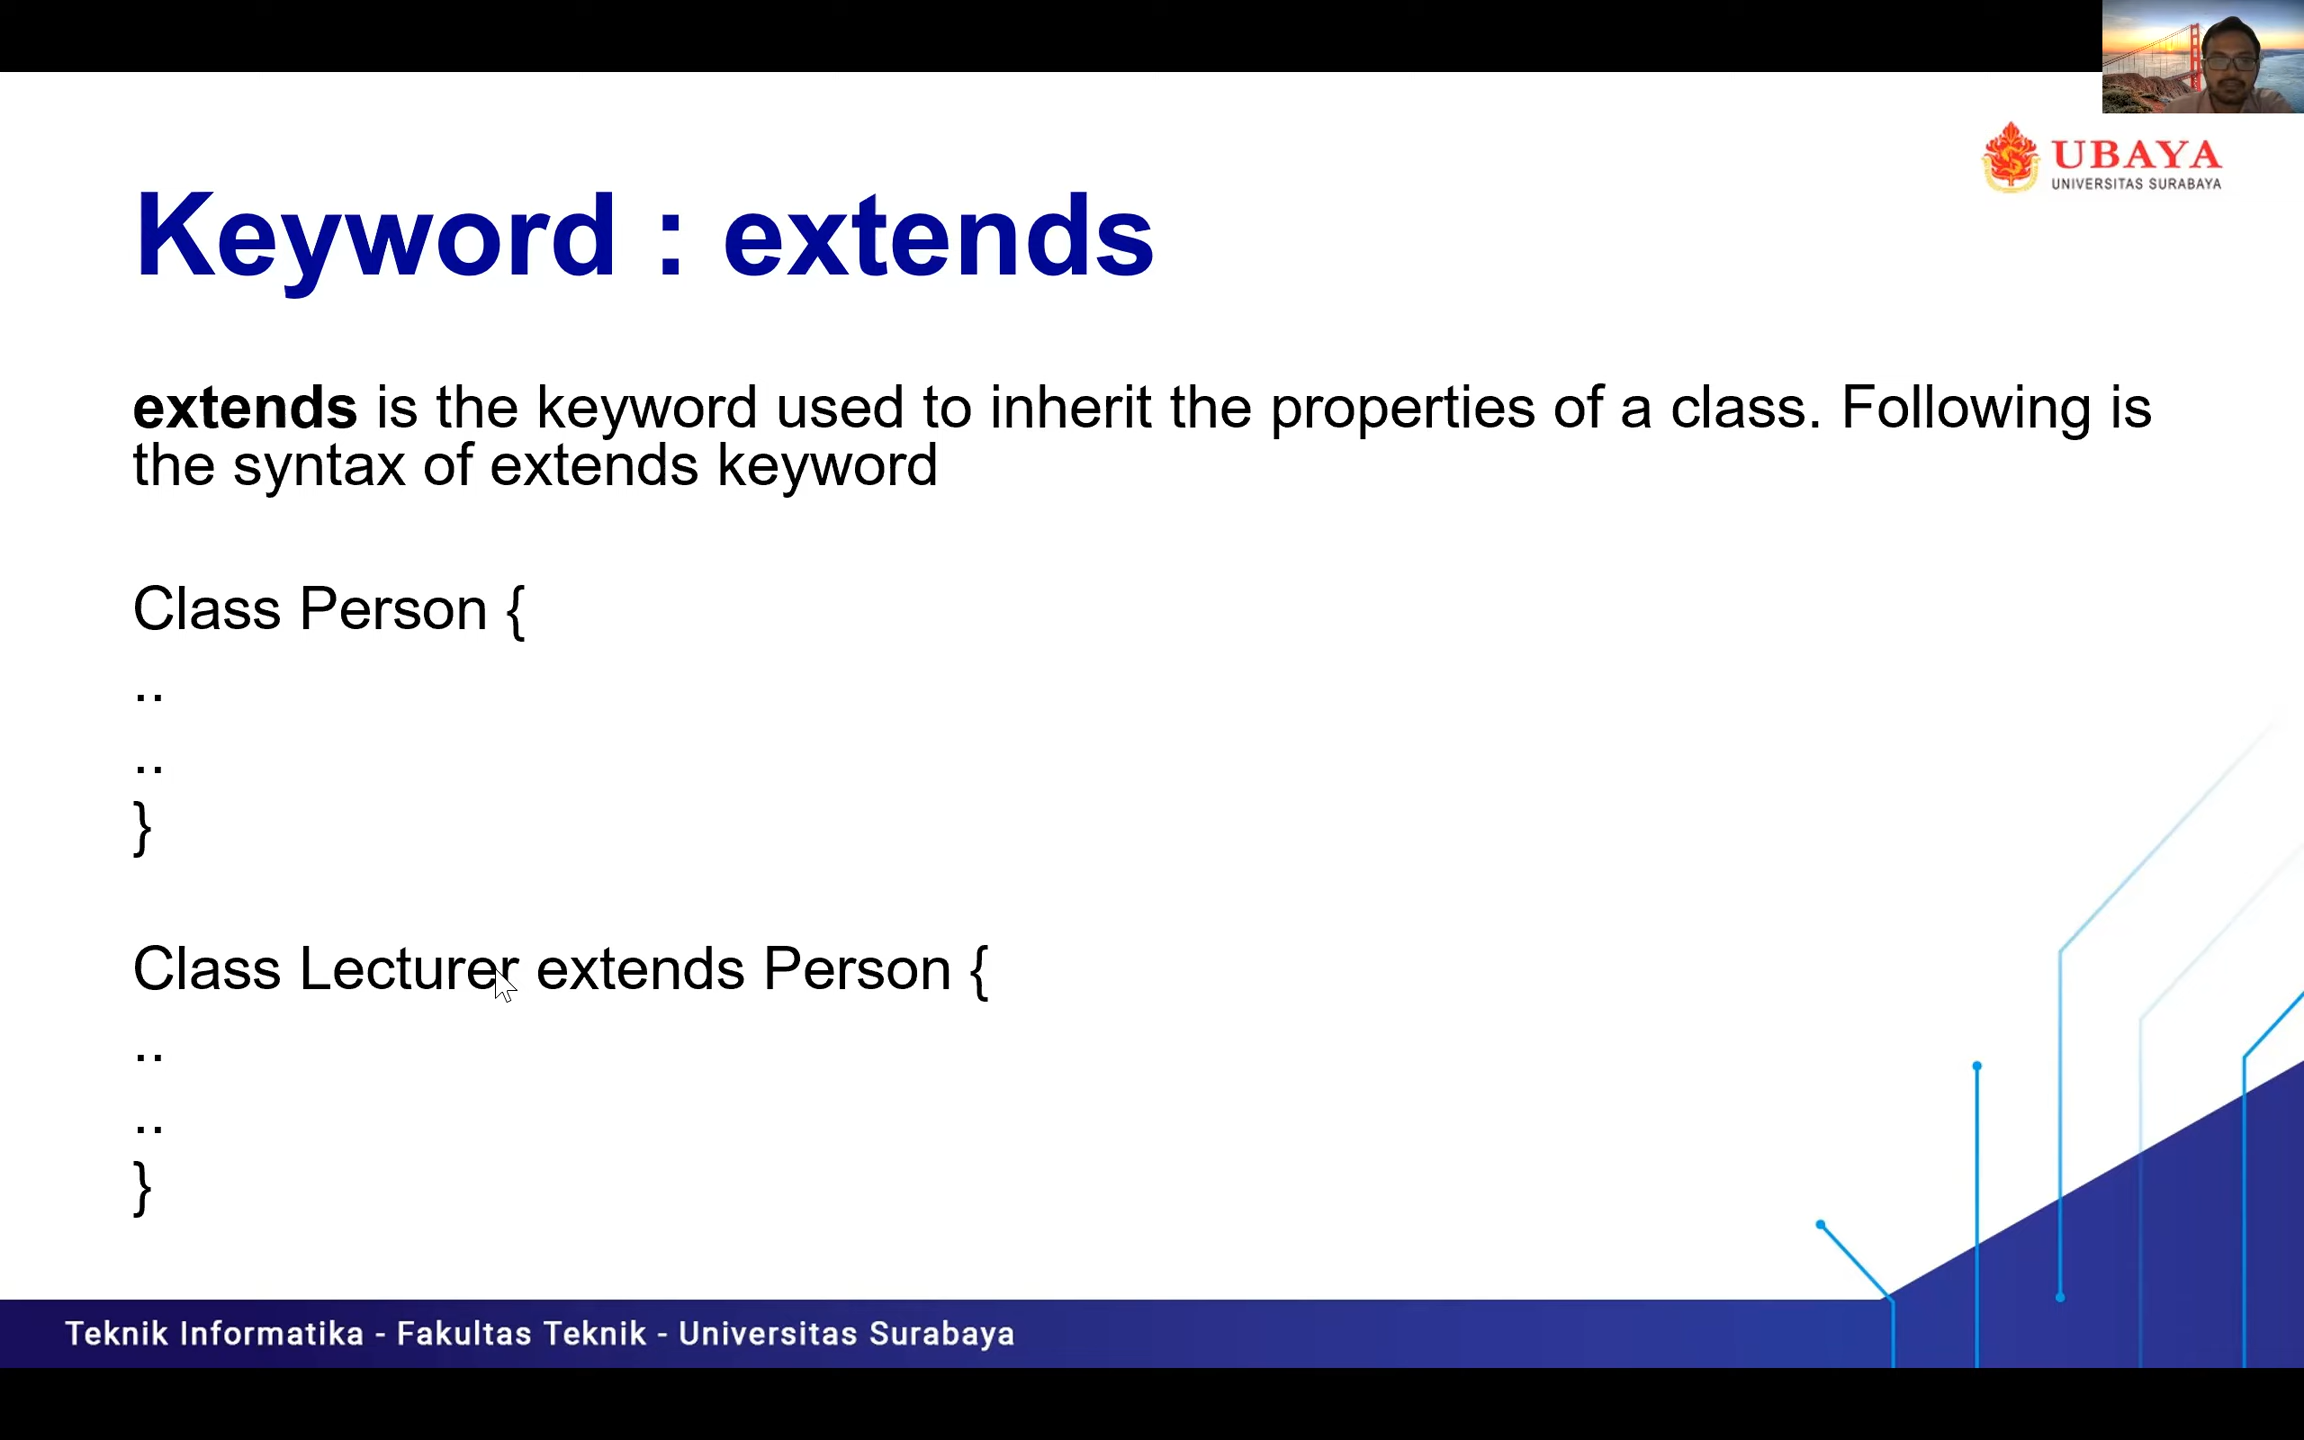 UBAYA
UNIVERSITAS SURABAYA
Keyword : extends
extends is the keyword used to inherit the properties of a class. Following is
the syntax of extends keyword
Class Person {
..
..
}
Class Lecturer extends Person {
..
..
}
Teknik Informatika - Fakultas Teknik - Universitas Surabaya